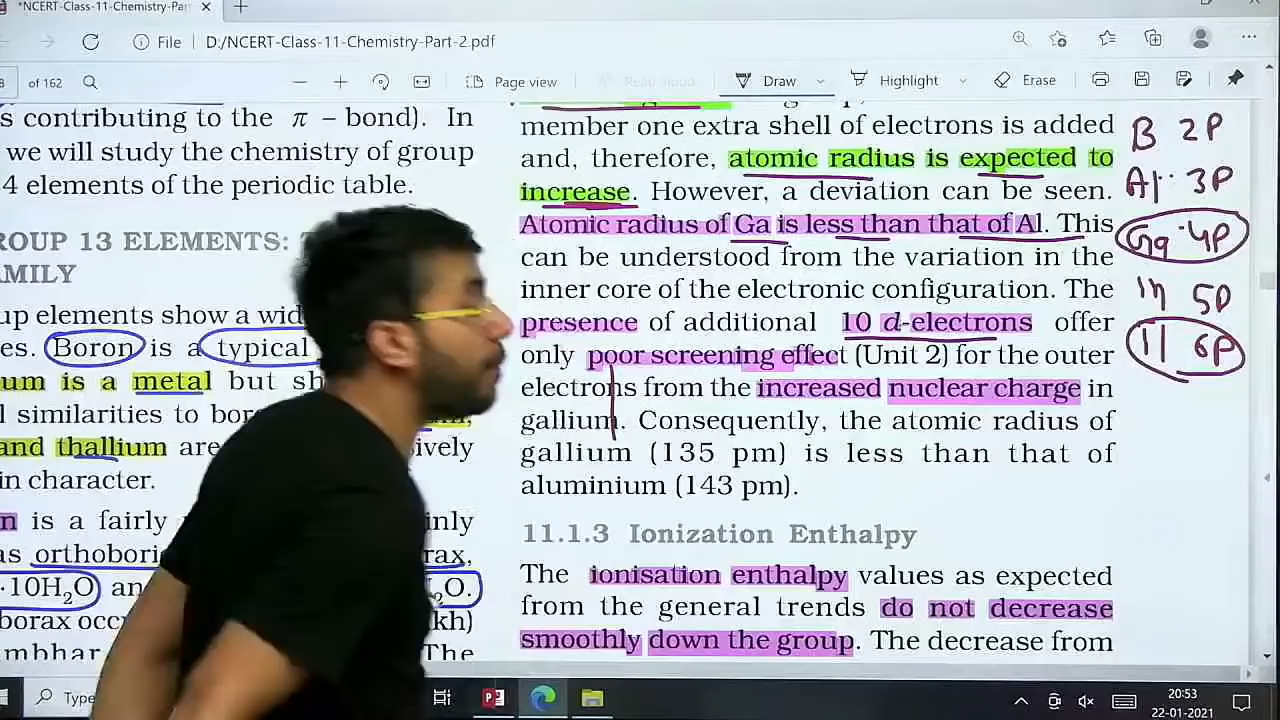 *NCERT-Class-11-Chemistry-Par
File D:/NCERT-Class-11-Chemistry-Part-2.pdf
of 162
Page view
Read aloud
Draw
Highlight
Erase
s contributing to the π – bond). In
we will study the chemistry of group
4 elements of the periodic table.
ROUP 13 ELEMENTS:
AMILY
up elements show a wid
es. Boron is a typical
um is a metal but sh
l similarities to bor
and thallium are ively
in character.
n is a fairly inly
as orthobori rax,
·10H₂O and ₂O.
borax occ kh)
mbhar The
member one extra shell of electrons is added
and, therefore, atomic radius is expected to
increase. However, a deviation can be seen.
Atomic radius of Ga is less than that of Al. This
can be understood from the variation in the
inner core of the electronic configuration. The
presence of additional 10 d-electrons offer
only poor screening effect (Unit 2) for the outer
electrons from the increased nuclear charge in
gallium. Consequently, the atomic radius of
gallium (135 pm) is less than that of
aluminium (143 pm).
11.1.3 Ionization Enthalpy
The ionisation enthalpy values as expected
from the general trends do not decrease
smoothly down the group. The decrease from
B 2P
Al 3P
Ga 4P
In 5P
Tl 6P
Type
20:53
22-01-2021